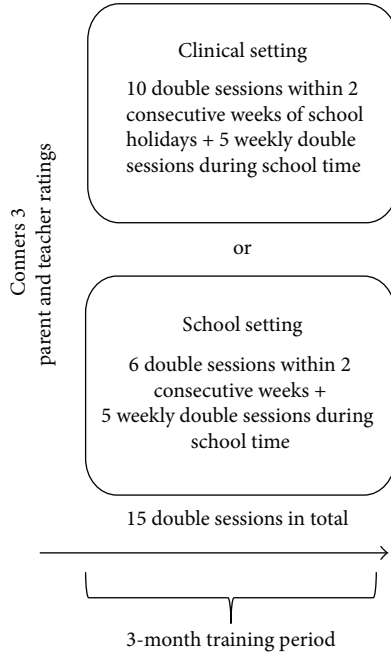 Conners 3
parent and teacher ratings
Clinical setting
10 double sessions within 2
consecutive weeks of school
holidays + 5 weekly double
sessions during school time
or
School setting
6 double sessions within 2
consecutive weeks +
5 weekly double sessions during
school time
15 double sessions in total
3-month training period